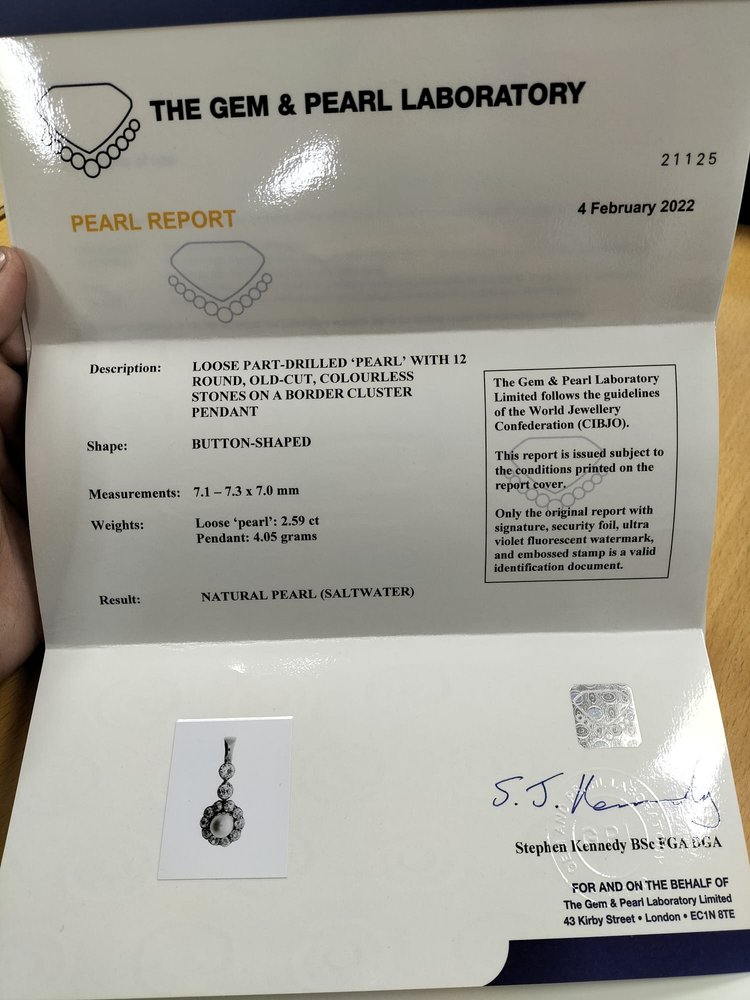 THE GEM & PEARL LABORATORY
21125
PEARL REPORT
4 February 2022
Description: LOOSE PART-DRILLED ‘PEARL’ WITH 12
ROUND, OLD-CUT, COLOURLESS
STONES ON A BORDER CLUSTER
PENDANT
Shape: BUTTON-SHAPED
Measurements: 7.1 – 7.3 x 7.0 mm
Weights: Loose ‘pearl’: 2.59 ct
Pendant: 4.05 grams
Result: NATURAL PEARL (SALTWATER)
The Gem & Pearl Laboratory
Limited follows the guidelines
of the World Jewellery
Confederation (CIBJO).
This report is issued subject to
the conditions printed on the
report cover.
Only the original report with
signature, security foil, ultra
violet fluorescent watermark,
and embossed stamp is a valid
identification document.
S. J. Kennedy
Stephen Kennedy BSc FGA DGA
FOR AND ON THE BEHALF OF
The Gem & Pearl Laboratory Limited
43 Kirby Street • London • EC1N 8TE